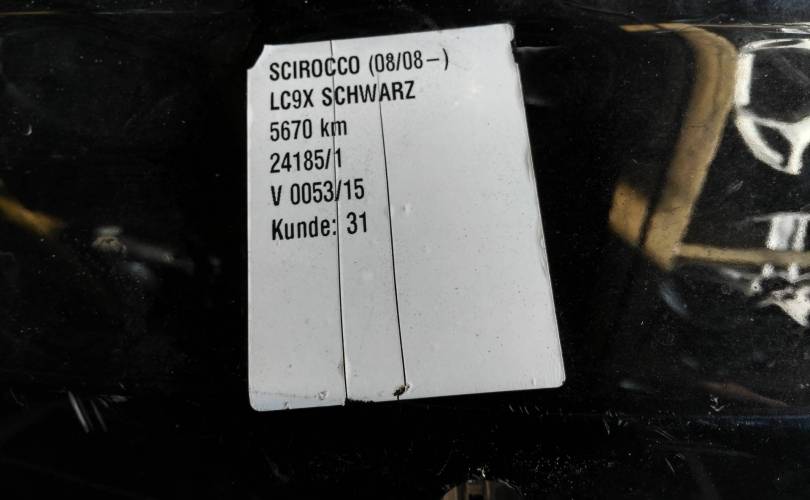 SCIROCCO (08/08–)
LC9X SCHWARZ
5670 km
24185/1
V 0053/15
Kunde: 31